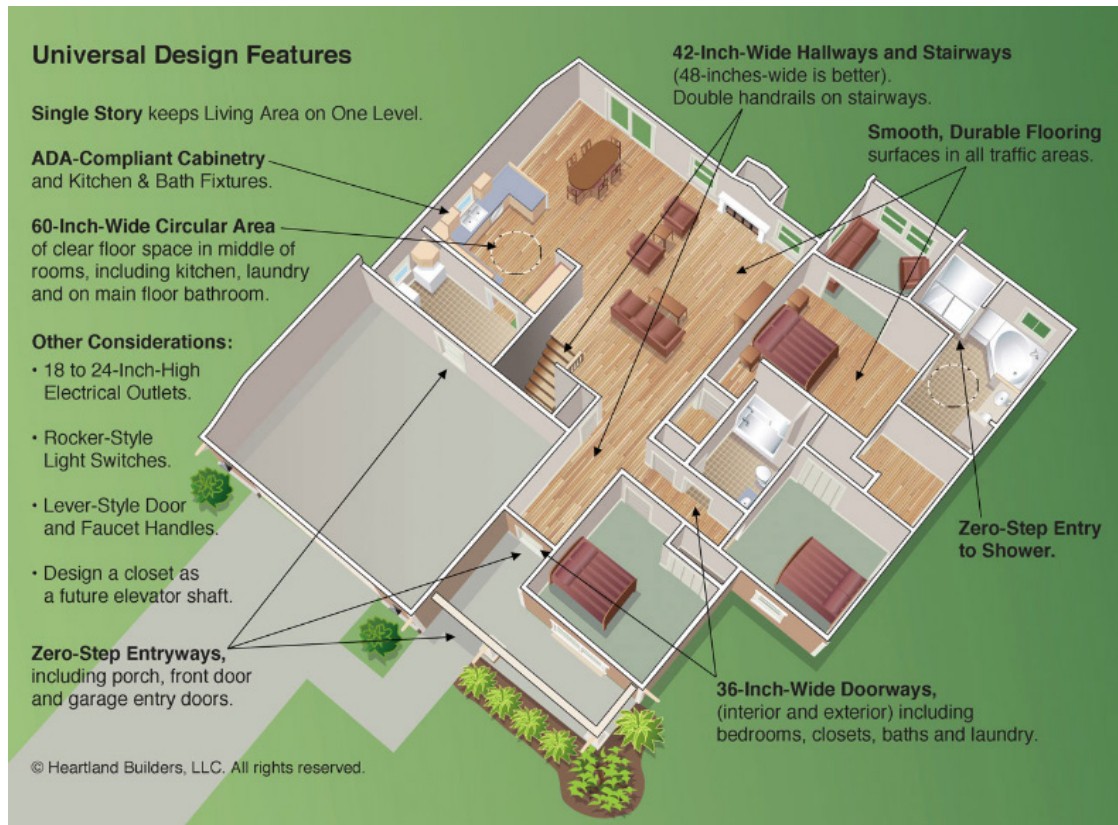 Universal Design Features
Single Story keeps Living Area on One Level.
ADA-Compliant Cabinetry
and Kitchen & Bath Fixtures.
60-Inch-Wide Circular Area
of clear floor space in middle of
rooms, including kitchen, laundry
and on main floor bathroom.
Other Considerations:
• 18 to 24-Inch-High
Electrical Outlets.
• Rocker-Style
Light Switches.
• Lever-Style Door
and Faucet Handles.
• Design a closet as
a future elevator shaft.
Zero-Step Entryways,
including porch, front door
and garage entry doors.
© Heartland Builders, LLC. All rights reserved.
42-Inch-Wide Hallways and Stairways
(48-inches-wide is better).
Double handrails on stairways.
Smooth, Durable Flooring
surfaces in all traffic areas.
Zero-Step Entry
to Shower.
36-Inch-Wide Doorways,
(interior and exterior) including
bedrooms, closets, baths and laundry.